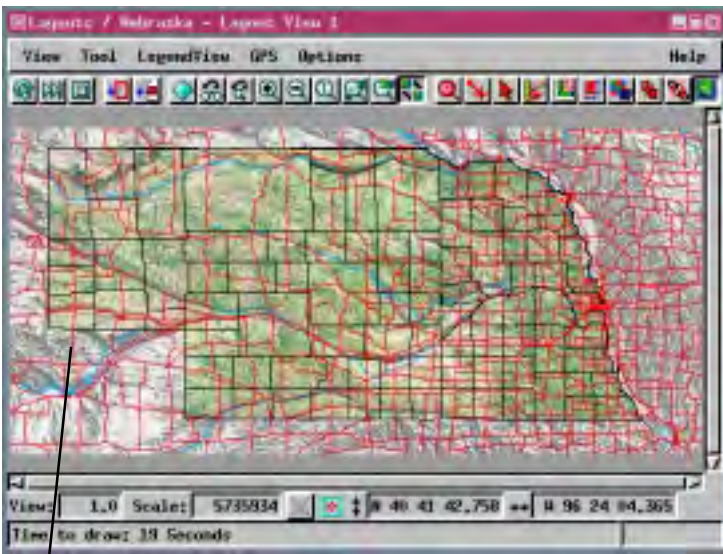 Layouts / Nebraska - Layout View 1
View Tool LegendView GPS Options Help
View: 1.0 Scale: 5735934 N 40 41 42.758 W 96 24 04.365
Time to draw: 19 Seconds